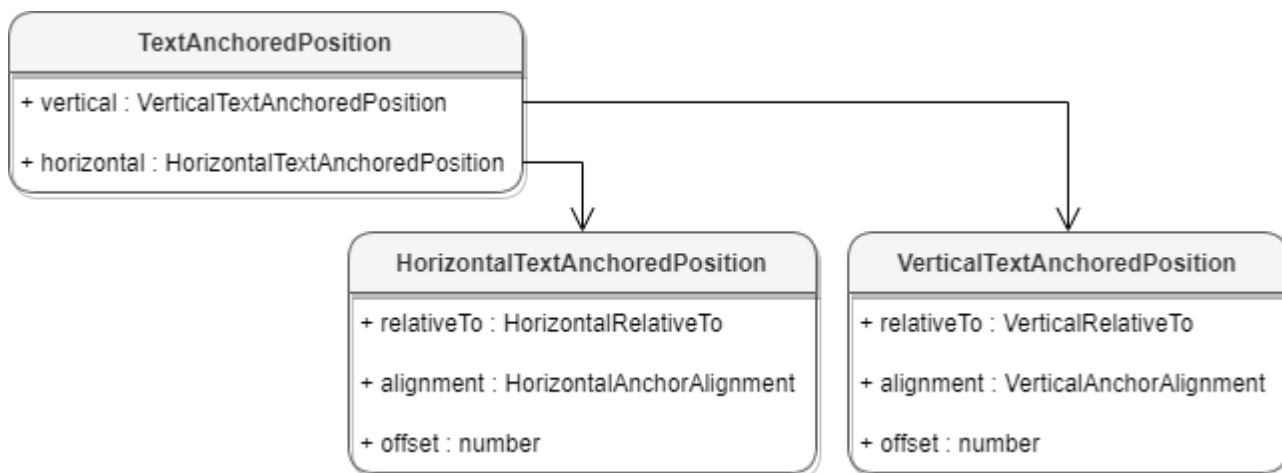 TextAnchoredPosition
+ vertical : VerticalTextAnchoredPosition
+ horizontal : HorizontalTextAnchoredPosition
HorizontalTextAnchoredPosition
+ relativeTo : HorizontalRelativeTo
+ alignment : HorizontalAnchorAlignment
+ offset : number
VerticalTextAnchoredPosition
+ relativeTo : VerticalRelativeTo
+ alignment : VerticalAnchorAlignment
+ offset : number